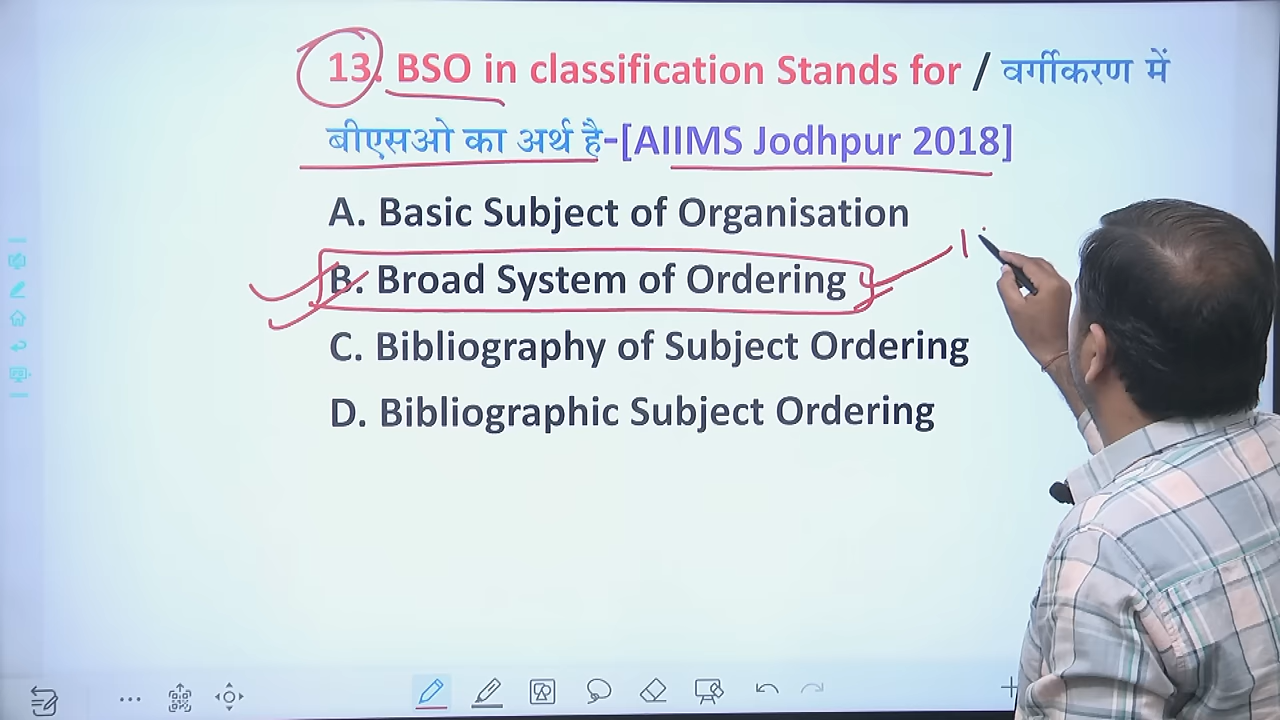 13. BSO in classification Stands for / वर्गीकरण में
बीएसओ का अर्थ है-[AIIMS Jodhpur 2018]
A. Basic Subject of Organisation
B. Broad System of Ordering
C. Bibliography of Subject Ordering
D. Bibliographic Subject Ordering